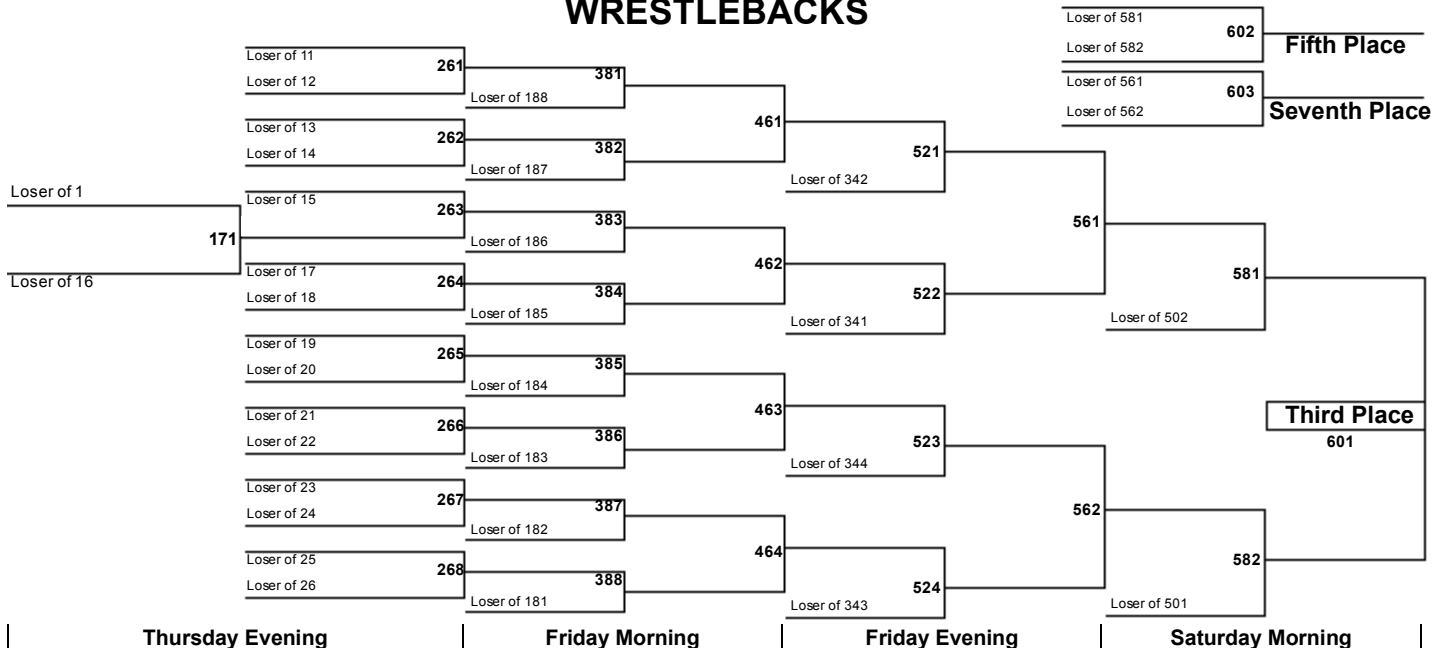 WRESTLEBACKS
Loser of 581
602
Fifth Place
Loser of 582
Loser of 561
603
Seventh Place
Loser of 562
Loser of 1
171
Loser of 16
Loser of 11
261
Loser of 12
Loser of 13
262
Loser of 14
Loser of 15
263
Loser of 17
264
Loser of 18
Loser of 19
265
Loser of 20
Loser of 21
266
Loser of 22
Loser of 23
267
Loser of 24
Loser of 25
268
Loser of 26
381
Loser of 188
382
Loser of 187
383
Loser of 186
384
Loser of 185
385
Loser of 184
386
Loser of 183
387
Loser of 182
388
Loser of 181
461
462
463
464
521
Loser of 342
522
Loser of 341
523
Loser of 344
524
Loser of 343
561
562
581
Loser of 502
582
Loser of 501
Third Place
601
Thursday Evening
Friday Morning
Friday Evening
Saturday Morning